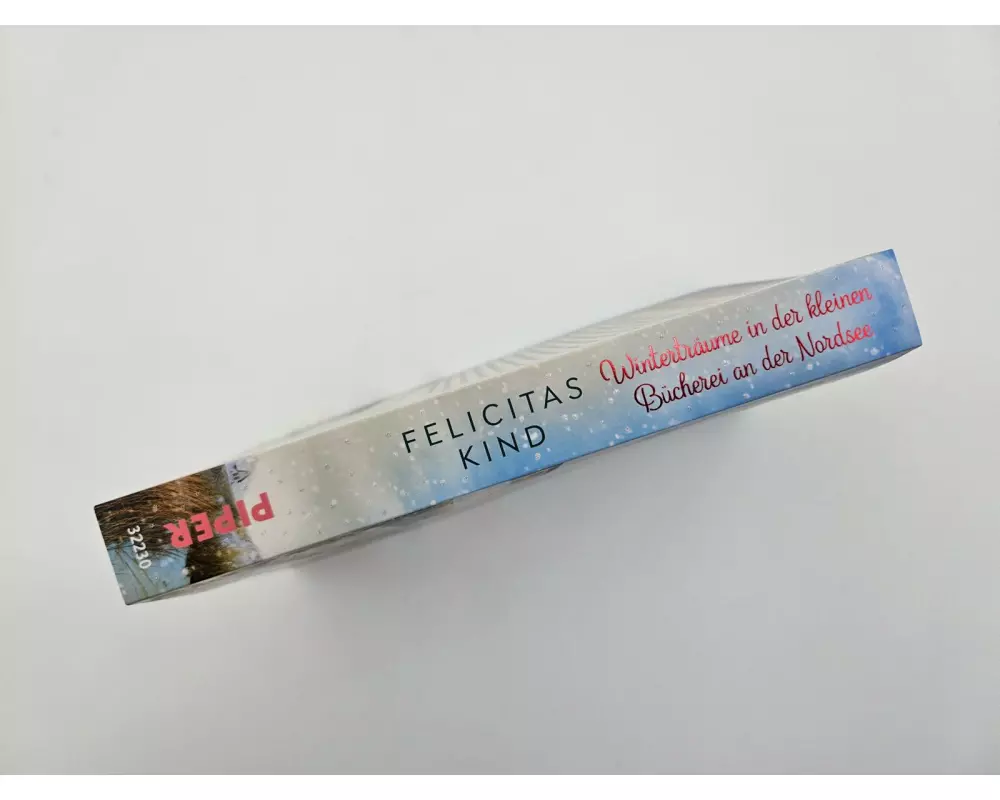 FELICITAS
KIND
Winterträume in der kleinen
Bücherei an der Nordsee
PIPER
32230